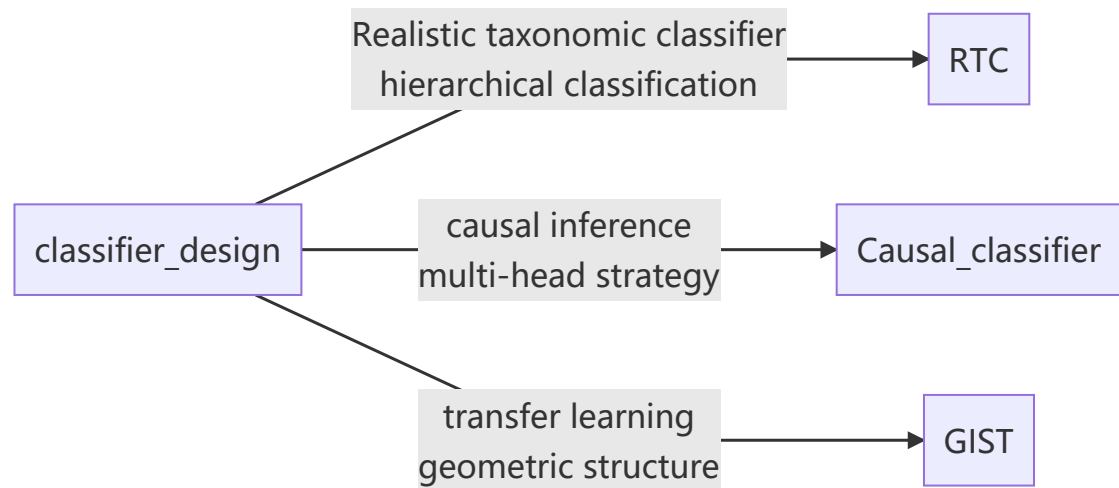 Realistic taxonomic classifier
hierarchical classification
RTC
classifier_design
causal inference
multi-head strategy
Causal_classifier
transfer learning
geometric structure
GIST